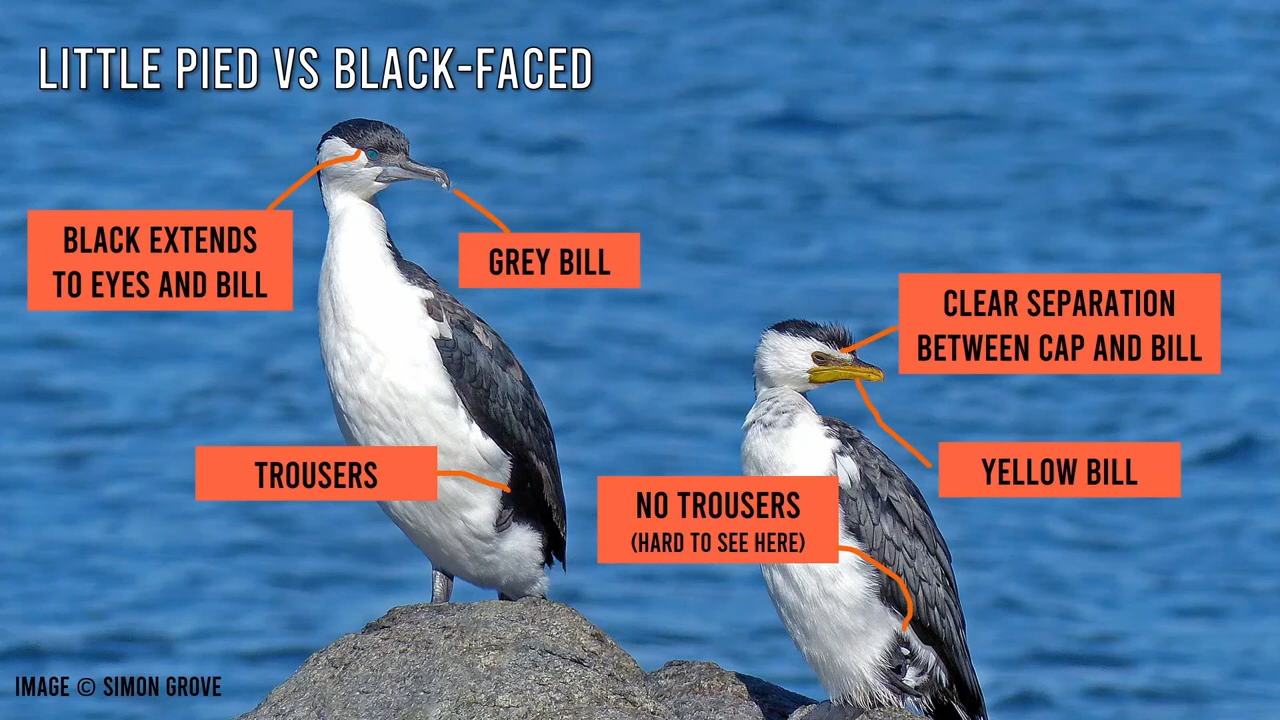 LITTLE PIED VS BLACK-FACED
BLACK EXTENDS
TO EYES AND BILL
GREY BILL
CLEAR SEPARATION
BETWEEN CAP AND BILL
TROUSERS
YELLOW BILL
NO TROUSERS
(HARD TO SEE HERE)
IMAGE © SIMON GROVE